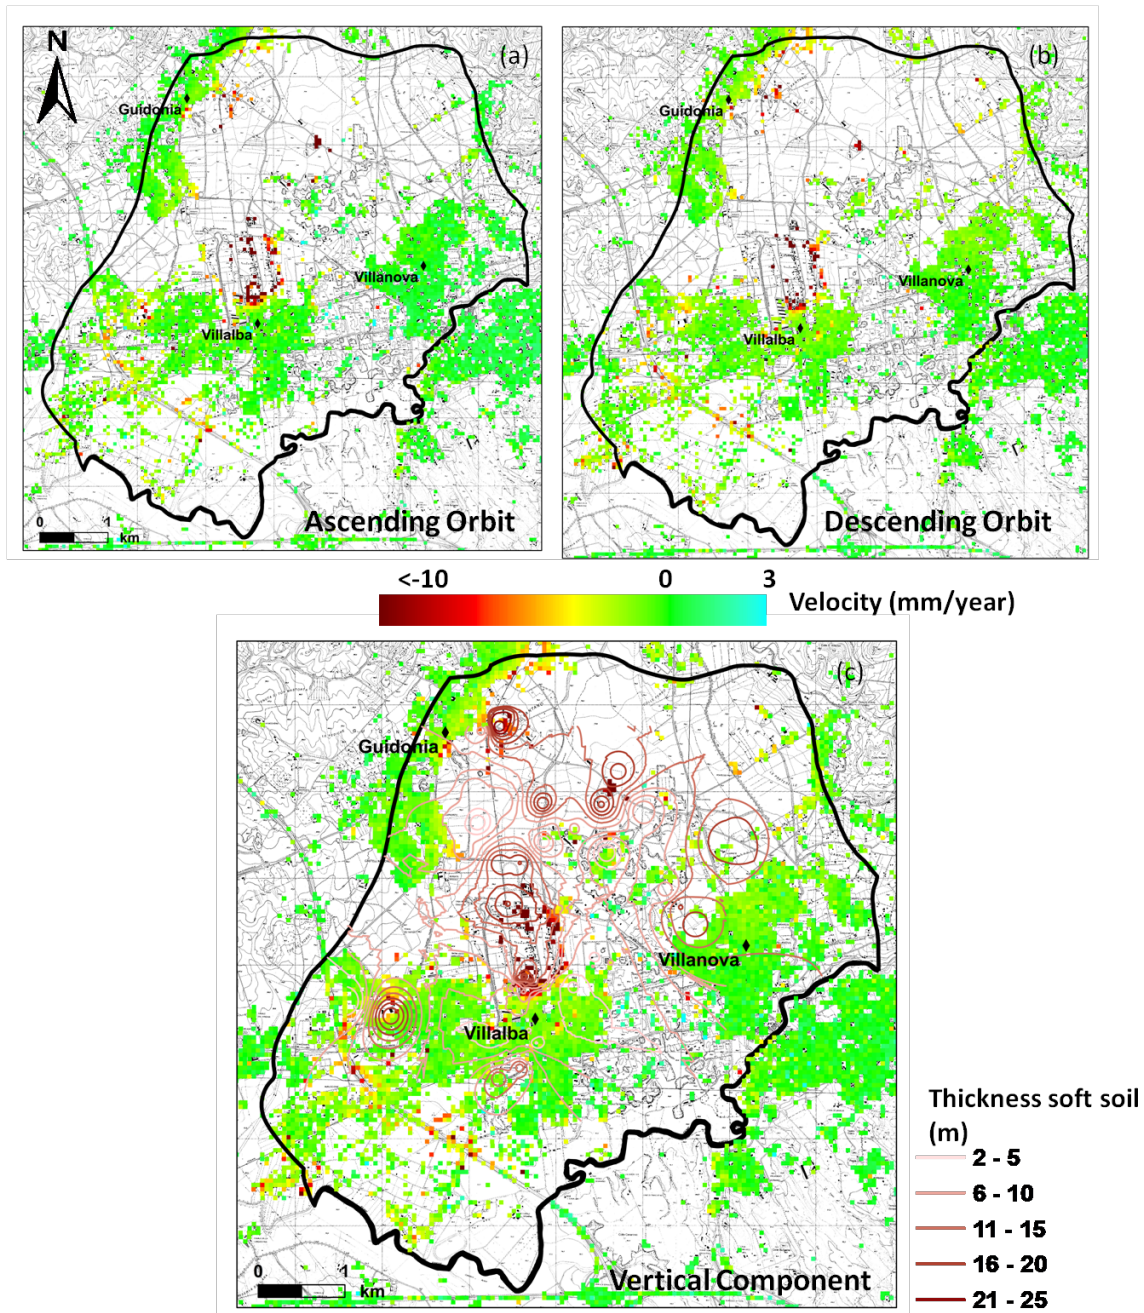 N
(a)
Guidonia
Villanova
Villalba
0 1
km
Ascending Orbit
(b)
Guidonia
Villanova
Villalba
Descending Orbit
<-10 0 3
Velocity (mm/year)
(c)
Guidonia
Villanova
Villalba
0 1
km
Vertical Component
Thickness soft soil
(m)
2 - 5
6 - 10
11 - 15
16 - 20
21 - 25